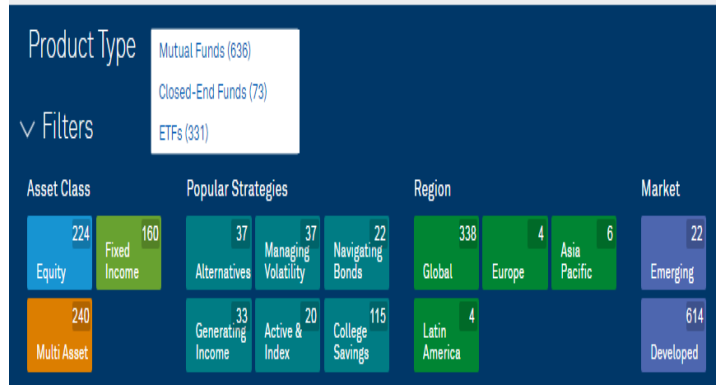 Product Type
Mutual Funds (636)
Closed-End Funds (73)
ETFs (331)
Filters
Asset Class
224
Equity
160
Fixed
Income
240
Multi Asset
Popular Strategies
37
Alternatives
37
Managing
Volatility
22
Navigating
Bonds
33
Generating
Income
20
Active &
Index
115
College
Savings
Region
338
Global
4
Europe
6
Asia
Pacific
4
Latin
America
Market
22
Emerging
614
Developed